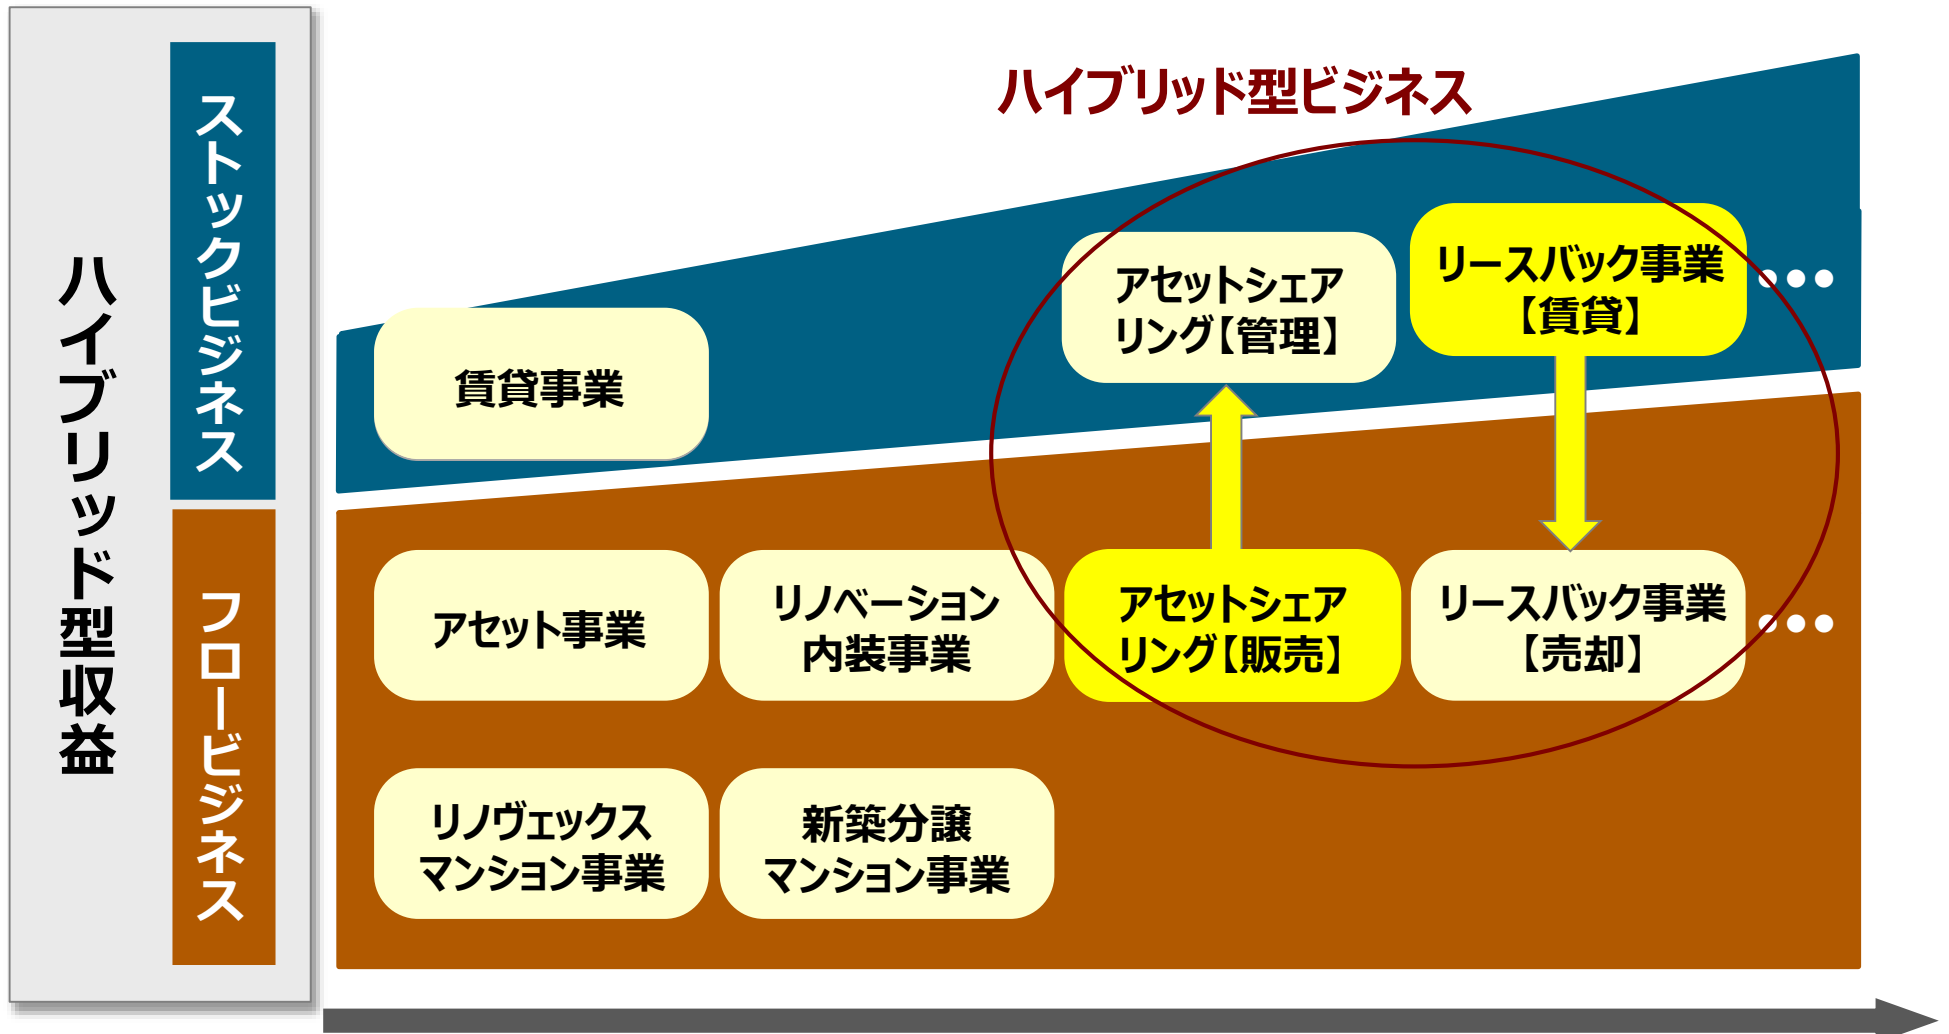 ハイブリッド型収益
ストックビジネス
フロービジネス
ハイブリッド型ビジネス
賃貸事業
アセットシェア
リング【管理】
リースバック事業
【賃貸】
•••
アセット事業
リノベーション
内装事業
アセットシェア
リング【販売】
リースバック事業
【売却】
•••
リノヴェックス
マンション事業
新築分譲
マンション事業